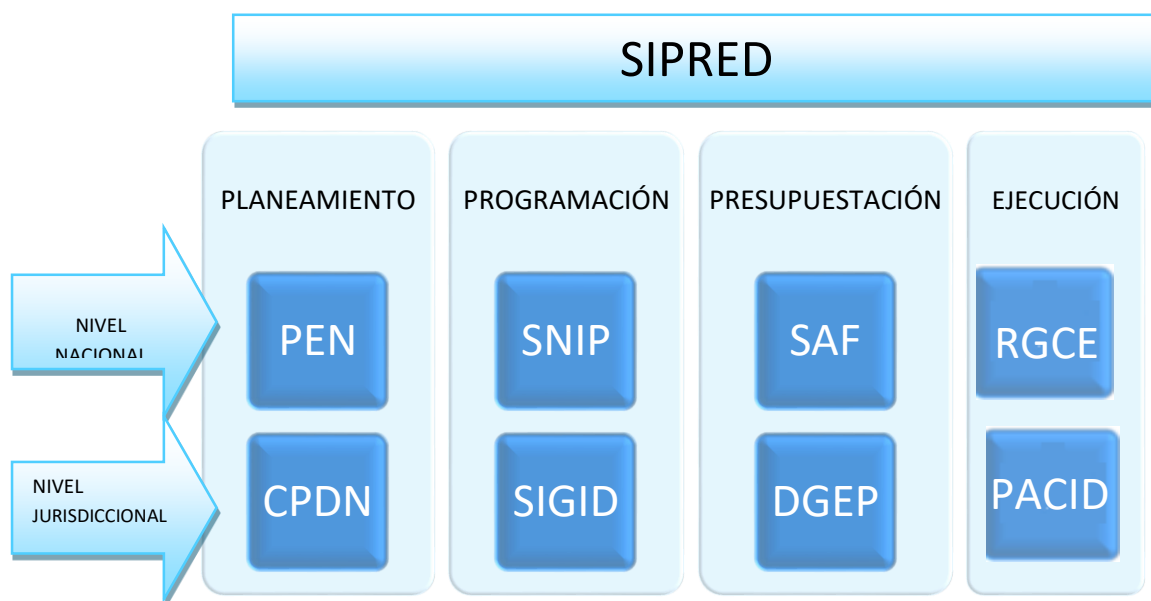 SIPRED
PLANEAMIENTO PROGRAMACIÓN PRESUPUESTACIÓN EJECUCIÓN
NIVEL
NACIONAL
PEN SNIP SAF RGCE
NIVEL
JURISDICCIONAL
CPDN SIGID DGEP PACID